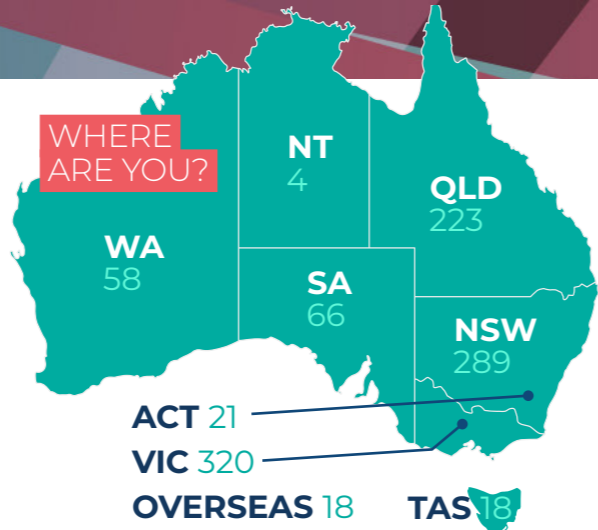 WHERE
ARE YOU?
NT
4
QLD
223
WA
58
SA
66
NSW
289
ACT 21
VIC 320
OVERSEAS 18
TAS 18